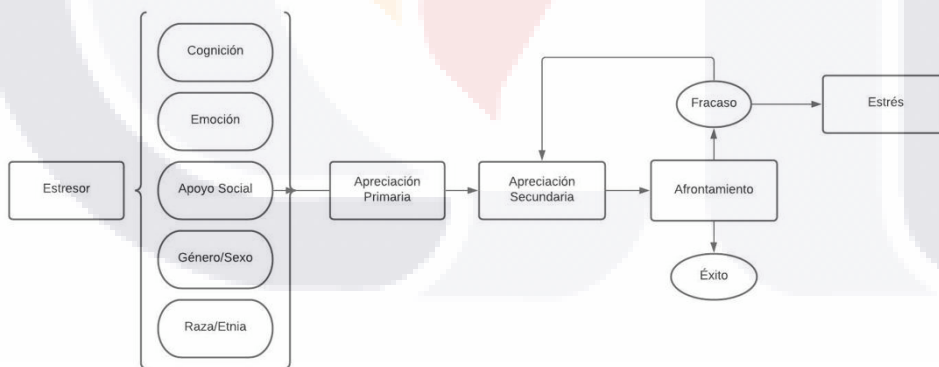 Cognición
Emoción
Estresor
Apoyo Social
Género/Sexo
Raza/Etnia
Apreciación
Primaria
Apreciación
Secundaria
Afrontamiento
Fracaso
Estrés
Éxito